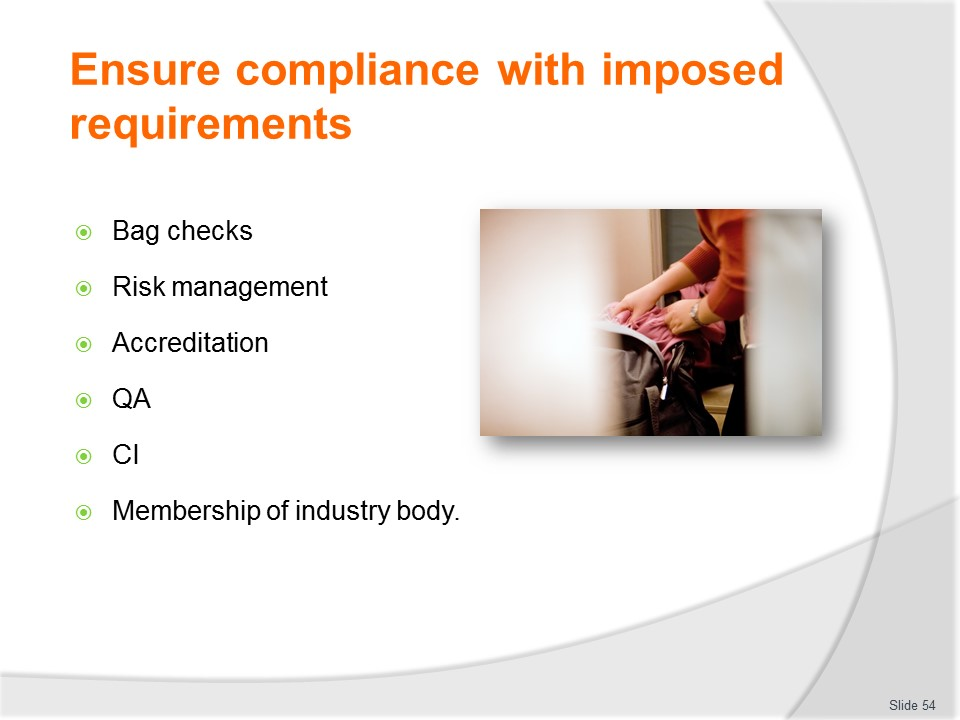 Ensure compliance with imposed
requirements
Bag checks
Risk management
Accreditation
QA
CI
Membership of industry body.
Slide 54